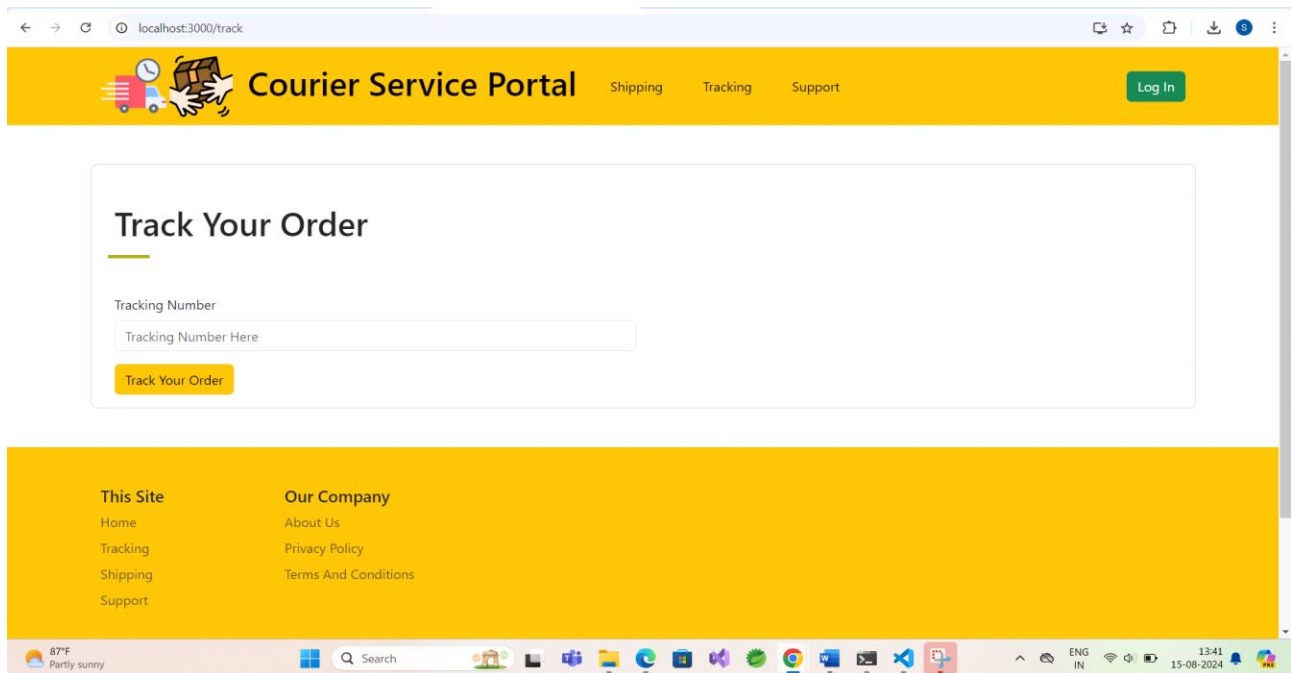 localhost:3000/track
S
Courier Service Portal
Shipping
Tracking
Support
Log In
Track Your Order
Tracking Number
Tracking Number Here
Track Your Order
This Site
Our Company
Home
About Us
Tracking
Privacy Policy
Shipping
Terms And Conditions
Support
87°F
Partly sunny
Search
ENG
IN
13:41
15-08-2024